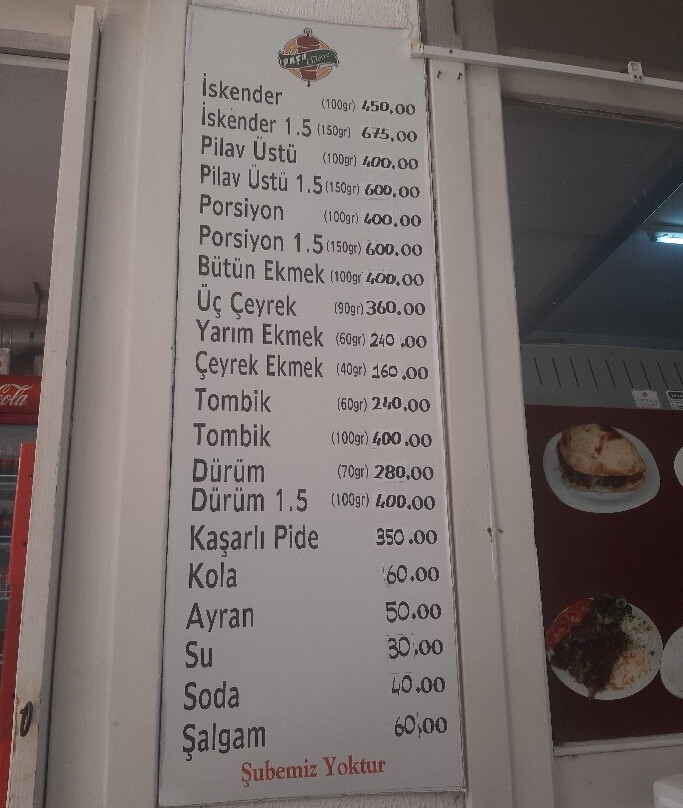 PAŞA
İskender (100gr) 450.00
İskender 1.5 (150gr) 675.00
Pilav Üstü (100gr) 400.00
Pilav Üstü 1.5 (150gr) 600.00
Porsiyon (100gr) 400.00
Porsiyon 1.5 (150gr) 600.00
Bütün Ekmek (100gr 400.00
Üç Çeyrek (90gr) 360.00
Yarım Ekmek (60gr) 240.00
Çeyrek Ekmek (40gr) 160.00
Tombik (60gr) 240.00
Tombik (100gr) 400.00
Dürüm (70gr) 280.00
Dürüm 1.5 (100gr) 400.00
Kaşarlı Pide 350.00
Kola 60.00
Ayran 50.00
Su 30.00
Soda 40.00
Şalgam 60.00
Şubemiz Yoktur
Cola